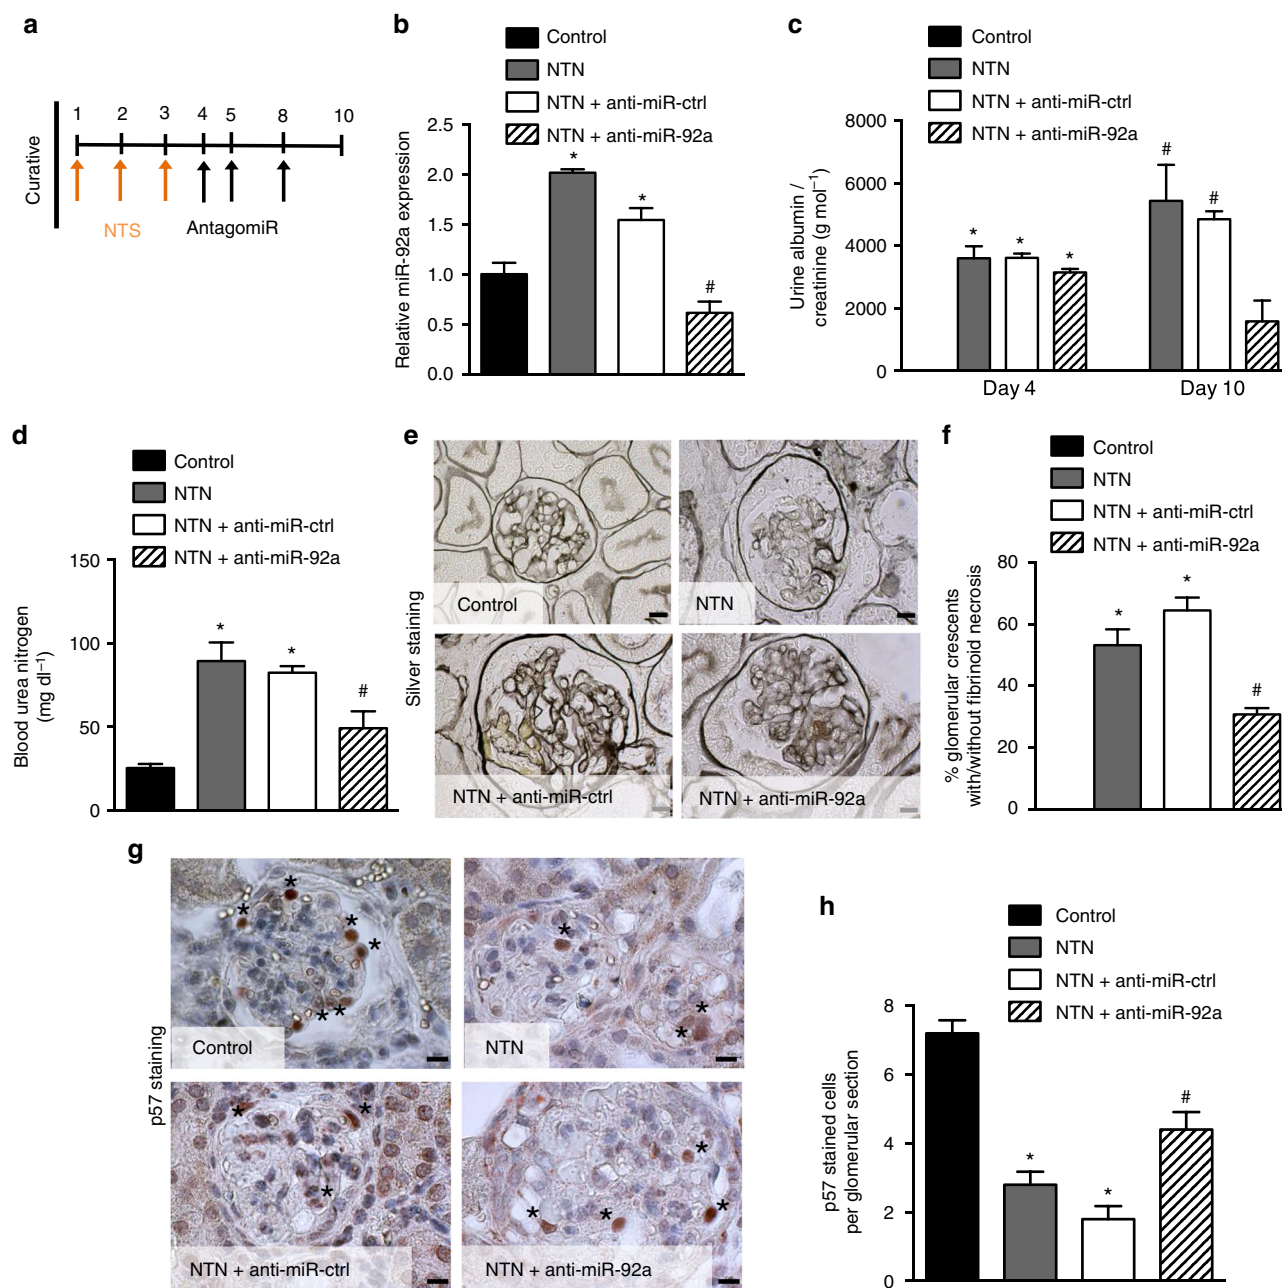 a
1 2 3 4 5 8 10
Curative
NTS
AntagomiR
b
Control
NTN
NTN + anti-miR-ctrl
NTN + anti-miR-92a
Relative miR-92a expression
2.5
2.0
1.5
1.0
0.5
0.0
*
*
#
c
Control
NTN
NTN + anti-miR-ctrl
NTN + anti-miR-92a
Urine albumin /
creatinine (g mol⁻¹)
8000
6000
4000
2000
0
* * *
# #
Day 4 Day 10
d
Control
NTN
NTN + anti-miR-ctrl
NTN + anti-miR-92a
Blood urea nitrogen
(mg dl⁻¹)
150
100
50
0
*
*
#
e
Silver staining
Control
NTN
NTN + anti-miR-ctrl
NTN + anti-miR-92a
f
Control
NTN
NTN + anti-miR-ctrl
NTN + anti-miR-92a
% glomerular crescents
with/without fibrinoid necrosis
80
60
40
20
0
*
*
#
g
p57 staining
* * * * * *
Control
* * *
NTN
* * *
NTN + anti-miR-ctrl
* * * *
NTN + anti-miR-92a
h
Control
NTN
NTN + anti-miR-ctrl
NTN + anti-miR-92a
p57 stained cells
per glomerular section
8
6
4
2
0
*
*
#